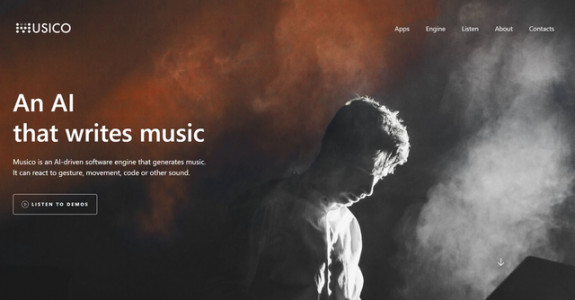 MUSICO
Apps Engine Listen About Contacts
An AI
that writes music
Musico is an AI-driven software engine that generates music.
It can react to gesture, movement, code or other sound.
LISTEN TO DEMOS